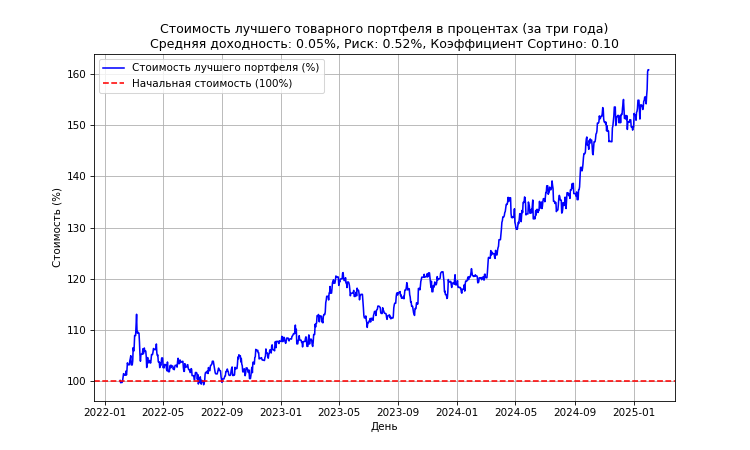 Стоимость лучшего товарного портфеля в процентах (за три года)
Средняя доходность: 0.05%, Риск: 0.52%, Коэффициент Сортино: 0.10
Стоимость лучшего портфеля (%)
Начальная стоимость (100%)
Стоимость (%)
160
150
140
130
120
110
100
2022-01 2022-05 2022-09 2023-01 2023-05 2023-09 2024-01 2024-05 2024-09 2025-01
День